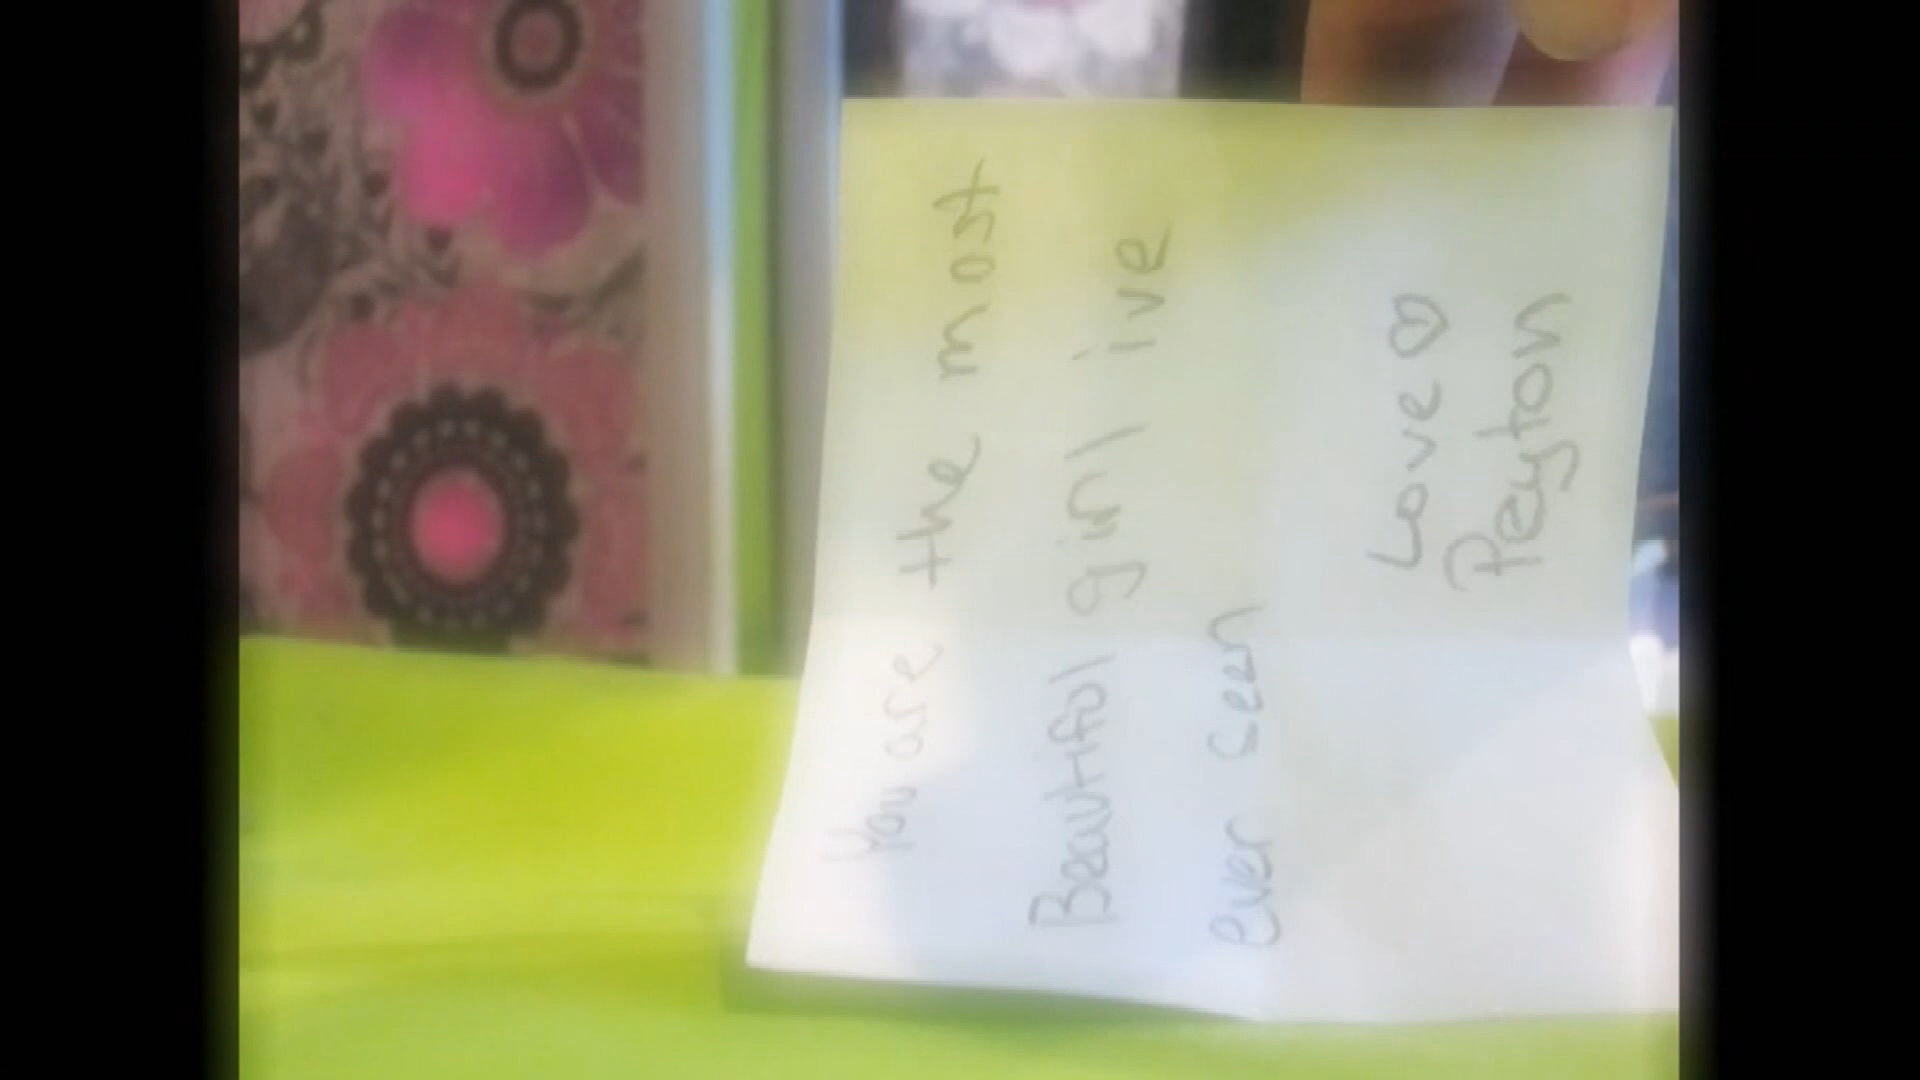 You are the most
Beautiful girl ive
ever seen
Love ♡
Peyton